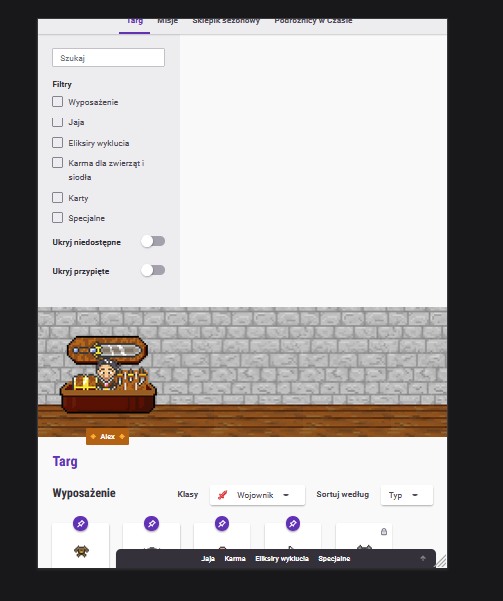 Targ Misje Sklepik sezonowy Podróżnicy w Czasie
Szukaj
Filtry
Wyposażenie
Jaja
Eliksiry wyklucia
Karma dla zwierząt i
siodła
Karty
Specjalne
Ukryj niedostępne
Ukryj przypięte
Alex
Targ
Wyposażenie Klasy Wojownik Sortuj według Typ
Jaja Karma Eliksiry wyklucia Specjalne